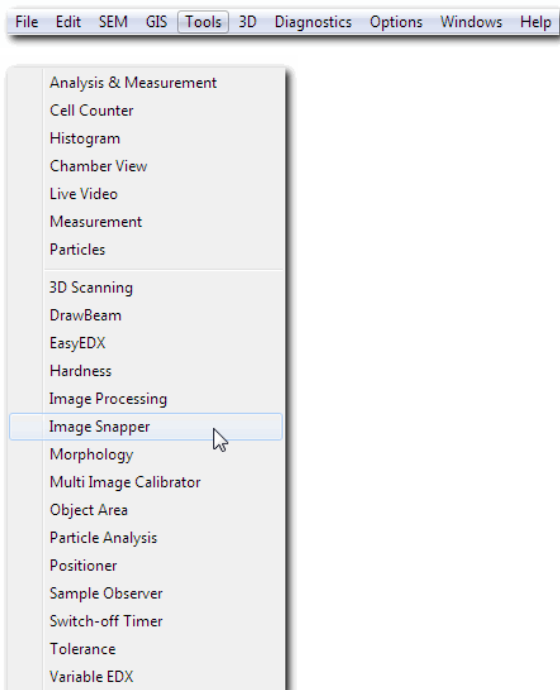 File Edit SEM GIS Tools 3D Diagnostics Options Windows Help
Analysis & Measurement
Cell Counter
Histogram
Chamber View
Live Video
Measurement
Particles
3D Scanning
DrawBeam
EasyEDX
Hardness
Image Processing
Image Snapper
Morphology
Multi Image Calibrator
Object Area
Particle Analysis
Positioner
Sample Observer
Switch-off Timer
Tolerance
Variable EDX